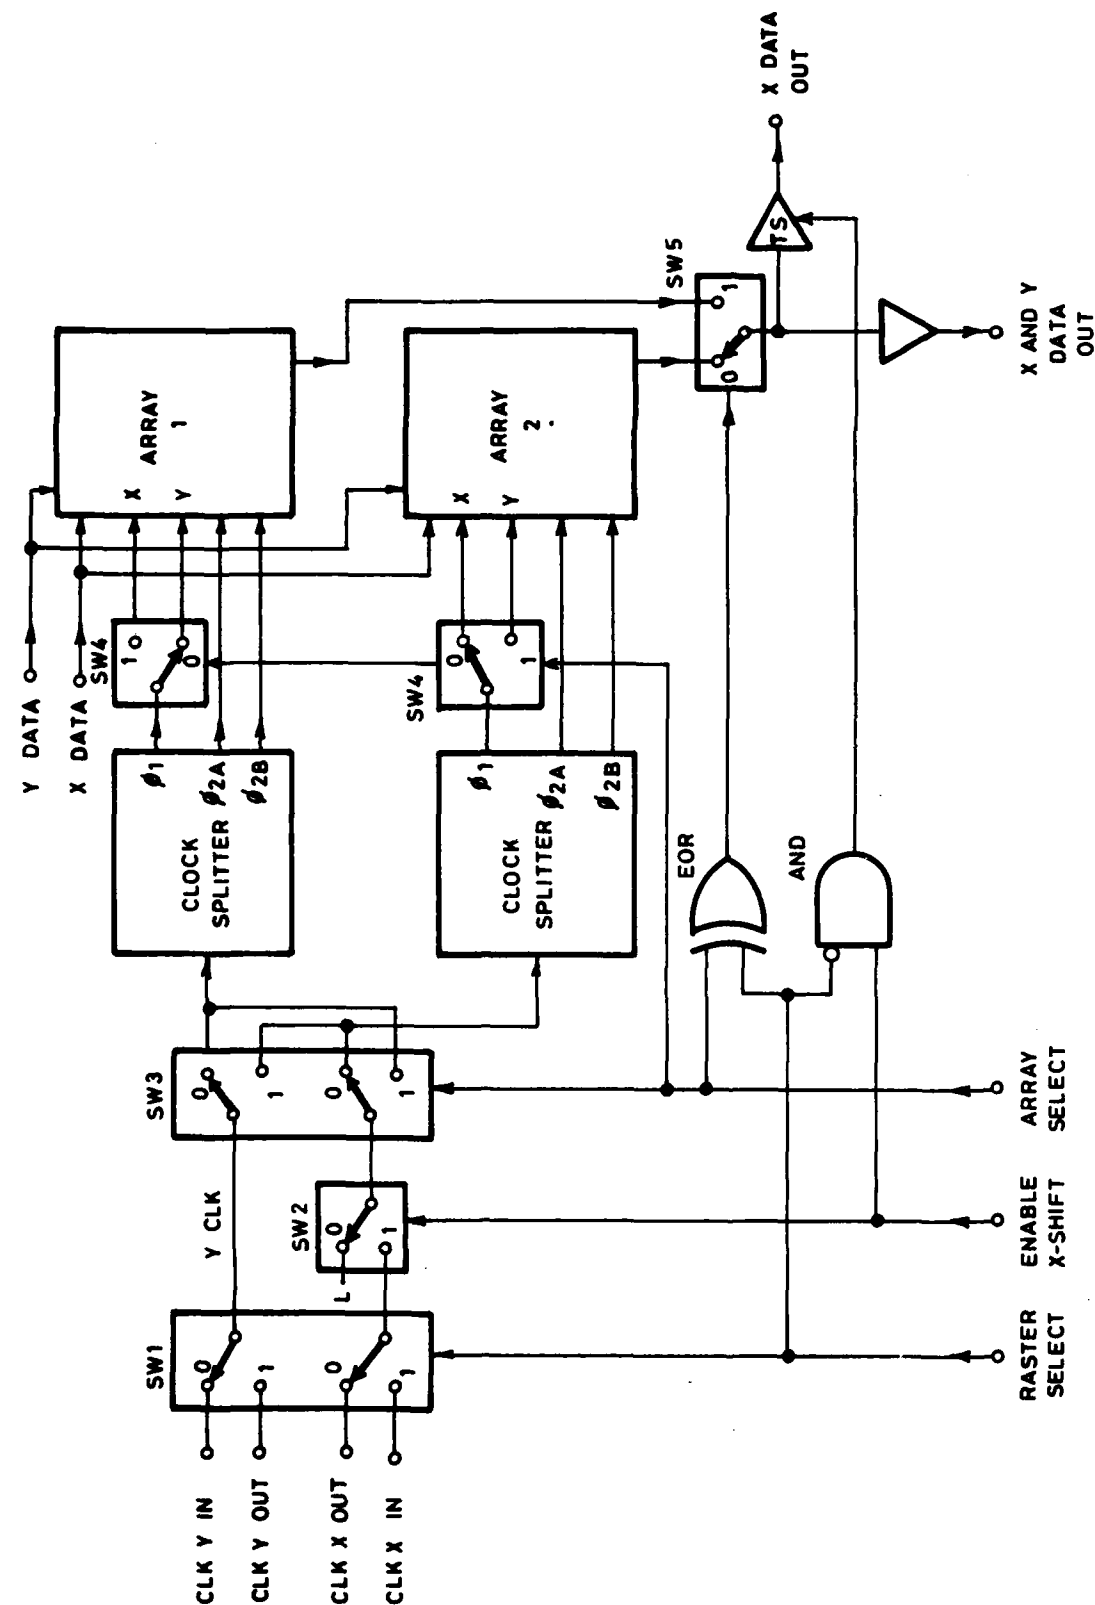 CLK Y IN
CLK Y OUT
CLK X OUT
CLK X IN
SW1
0
1
0
1
Y CLK
L
SW2
0
1
SW3
0
1
0
1
CLOCK
SPLITTER
ø1
ø2A
ø2B
CLOCK
SPLITTER
ø1
ø2A
ø2B
Y DATA
X DATA
SW4
1
0
SW4
0
1
X
Y
ARRAY
1
X
Y
ARRAY
2
SW5
0
1
TS
X DATA
OUT
X AND Y
DATA
OUT
EOR
AND
RASTER
SELECT
ENABLE
X-SHIFT
ARRAY
SELECT